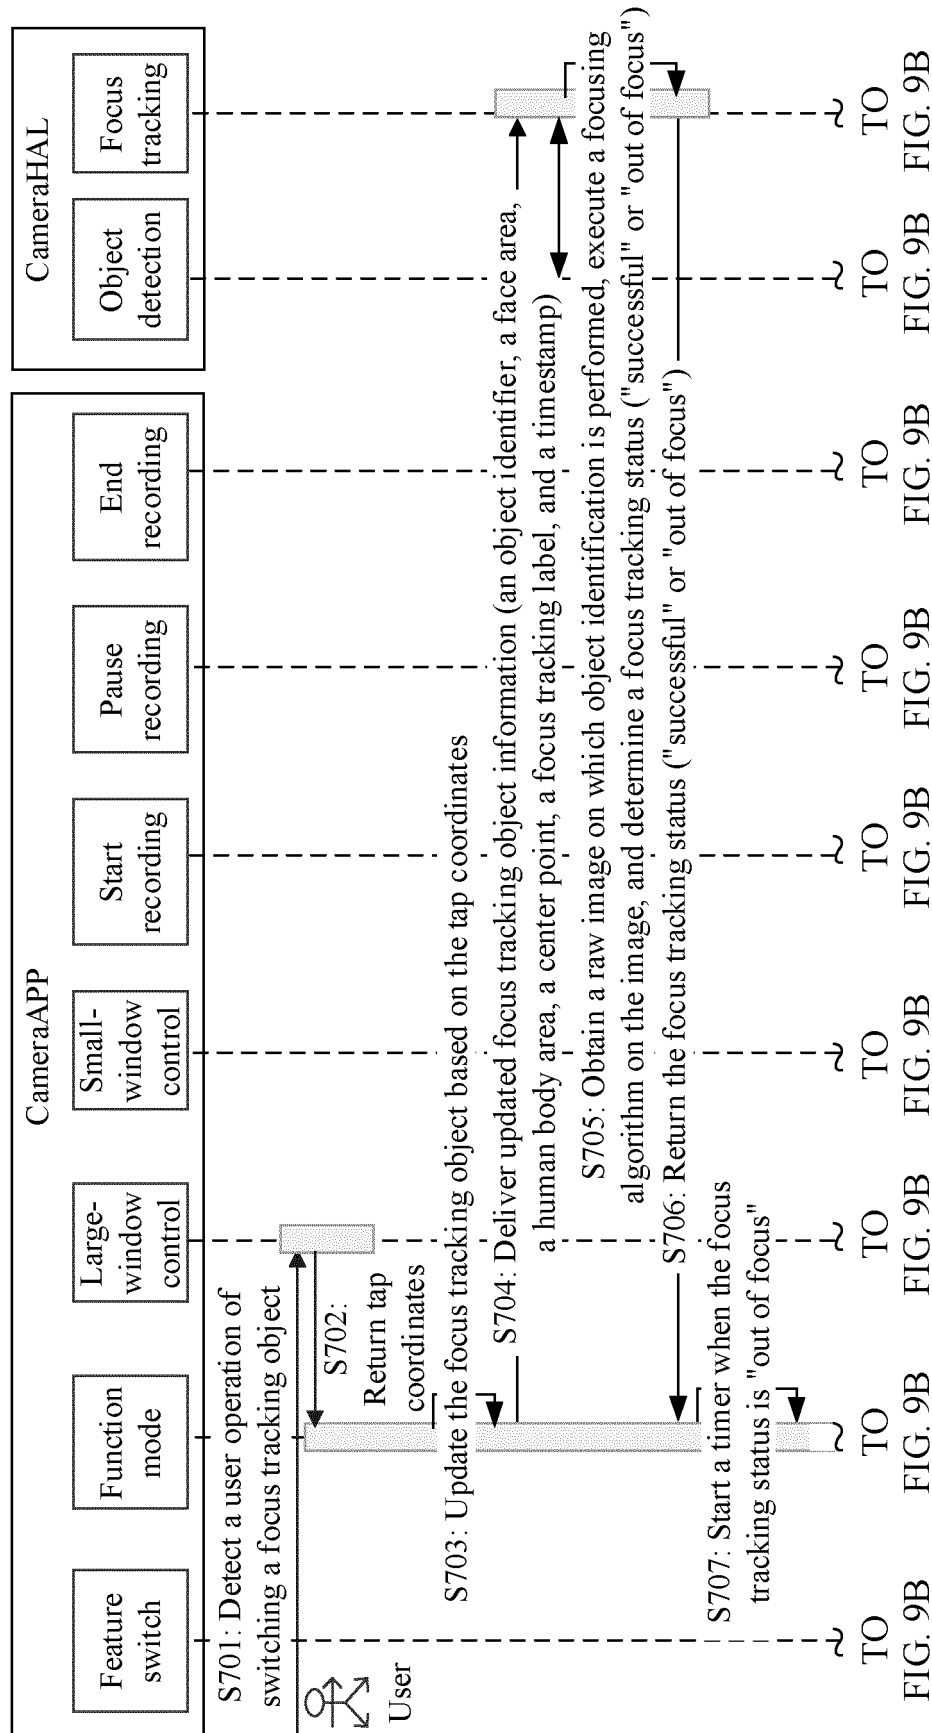 CameraAPP
CameraHAL
Feature
switch
Function
mode
Large-
window
control
Small-
window
control
Start
recording
Pause
recording
End
recording
Object
detection
Focus
tracking
User
S701: Detect a user operation of
switching a focus tracking object
S702:
Return tap
coordinates
S703: Update the focus tracking object based on the tap coordinates
S704: Deliver updated focus tracking object information (an object identifier, a face area,
a human body area, a center point, a focus tracking label, and a timestamp)
S705: Obtain a raw image on which object identification is performed, execute a focusing
algorithm on the image, and determine a focus tracking status ("successful" or "out of focus")
S706: Return the focus tracking status ("successful" or "out of focus")
S707: Start a timer when the focus
tracking status is "out of focus"
TO
FIG. 9B
TO
FIG. 9B
TO
FIG. 9B
TO
FIG. 9B
TO
FIG. 9B
TO
FIG. 9B
TO
FIG. 9B
TO
FIG. 9B
TO
FIG. 9B